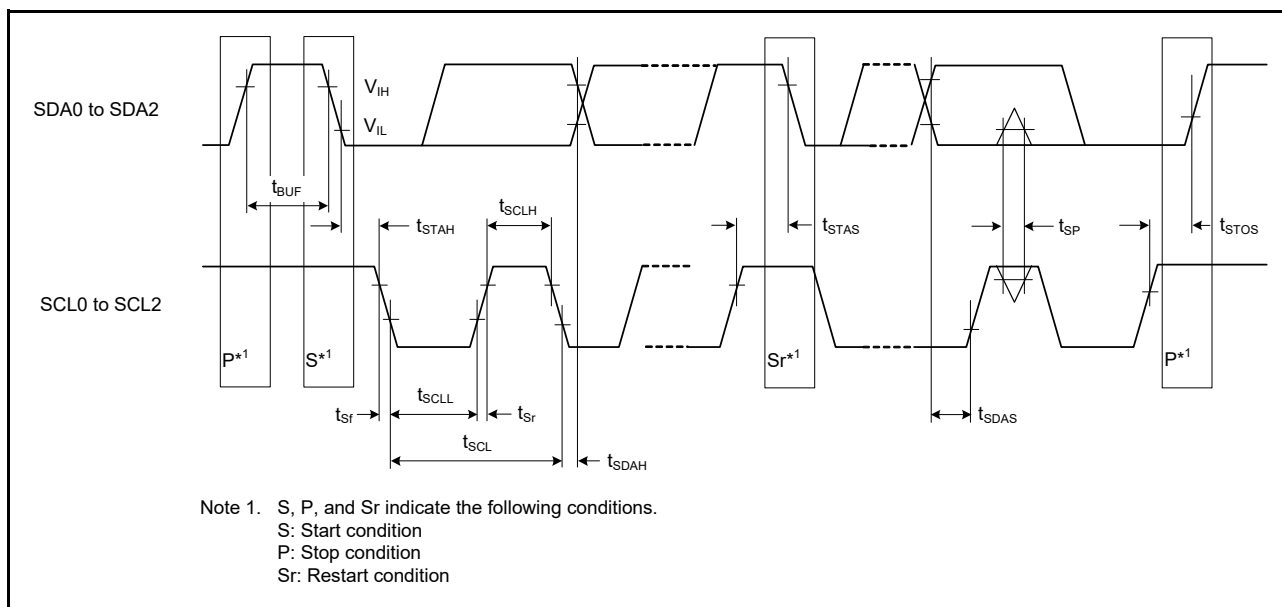 SDA0 to SDA2
VIH
VIL
tBUF
tSTAH
tSCLH
tSTAS
tSP
tSTOS
SCL0 to SCL2
P*1
S*1
Sr*1
P*1
tSf
tSCLL
tSr
tSCL
tSDAH
tSDAS
Note 1. S, P, and Sr indicate the following conditions.
S: Start condition
P: Stop condition
Sr: Restart condition